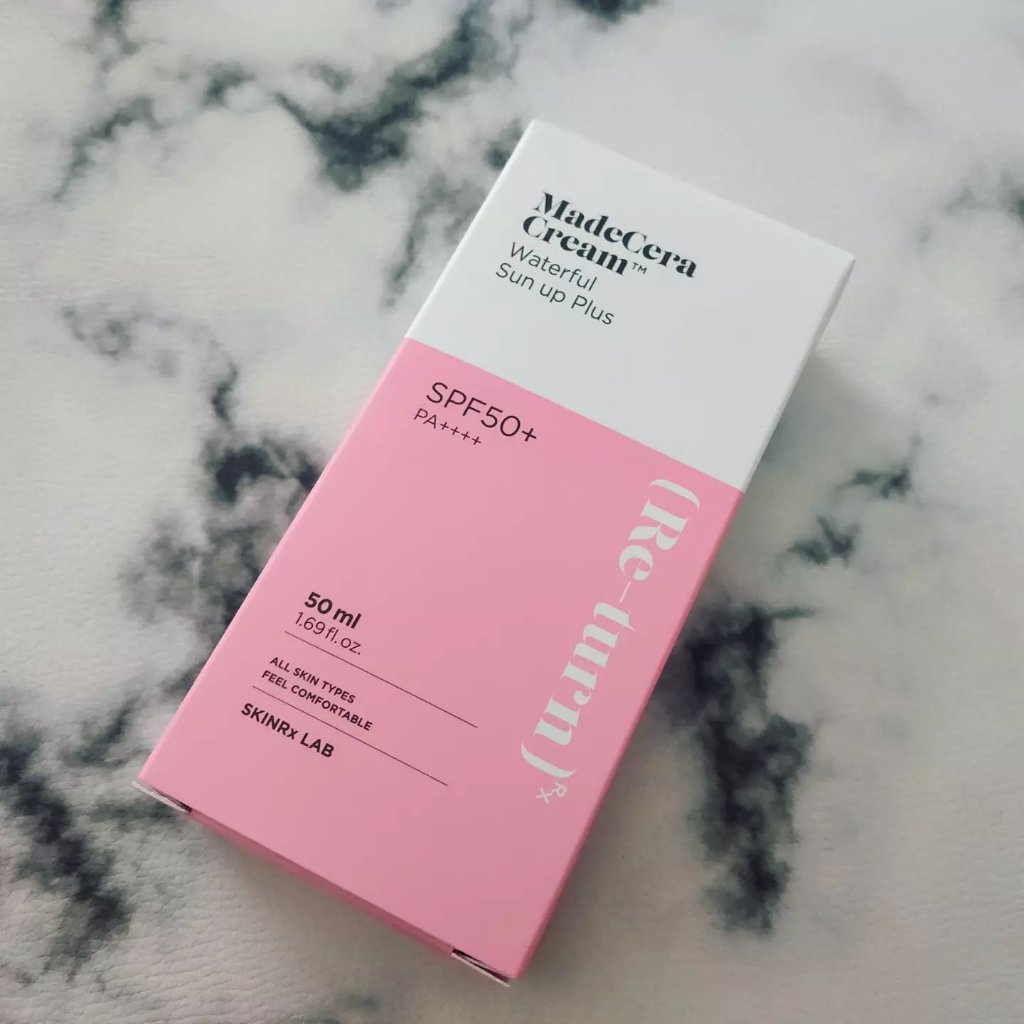 MadeCera
Cream™
Waterful
Sun up Plus
SPF50+
PA++++
(Re-turn)Rx
50 ml
1.69 fl. oz.
ALL SKIN TYPES
FEEL COMFORTABLE
SKINRx LAB